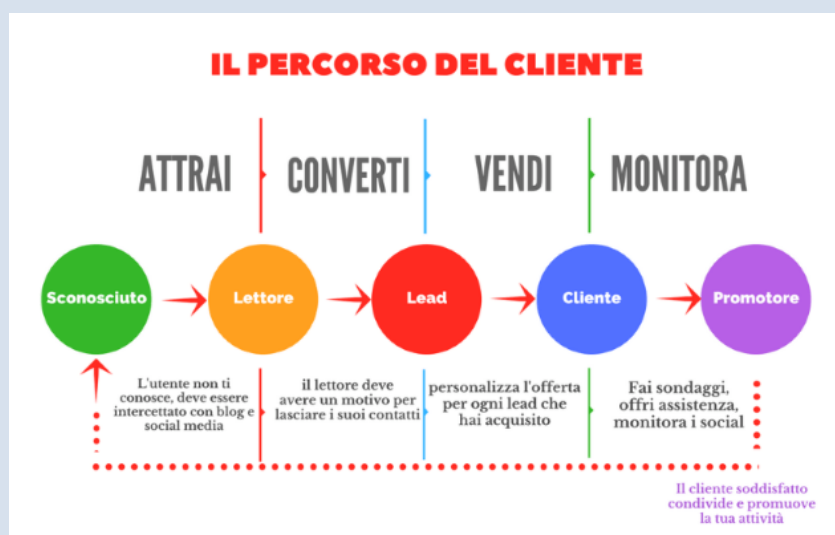 IL PERCORSO DEL CLIENTE
ATTRAI
CONVERTI
VENDI
MONITORA
Sconosciuto
Lettore
Lead
Cliente
Promotore
L'utente non ti
conosce, deve essere
intercettato con blog e
social media
il lettore deve
avere un motivo per
lasciare i suoi contatti
personalizza l'offerta
per ogni lead che
hai acquisito
Fai sondaggi,
offri assistenza,
monitora i social
Il cliente soddisfatto
condivide e promuove
la tua attività